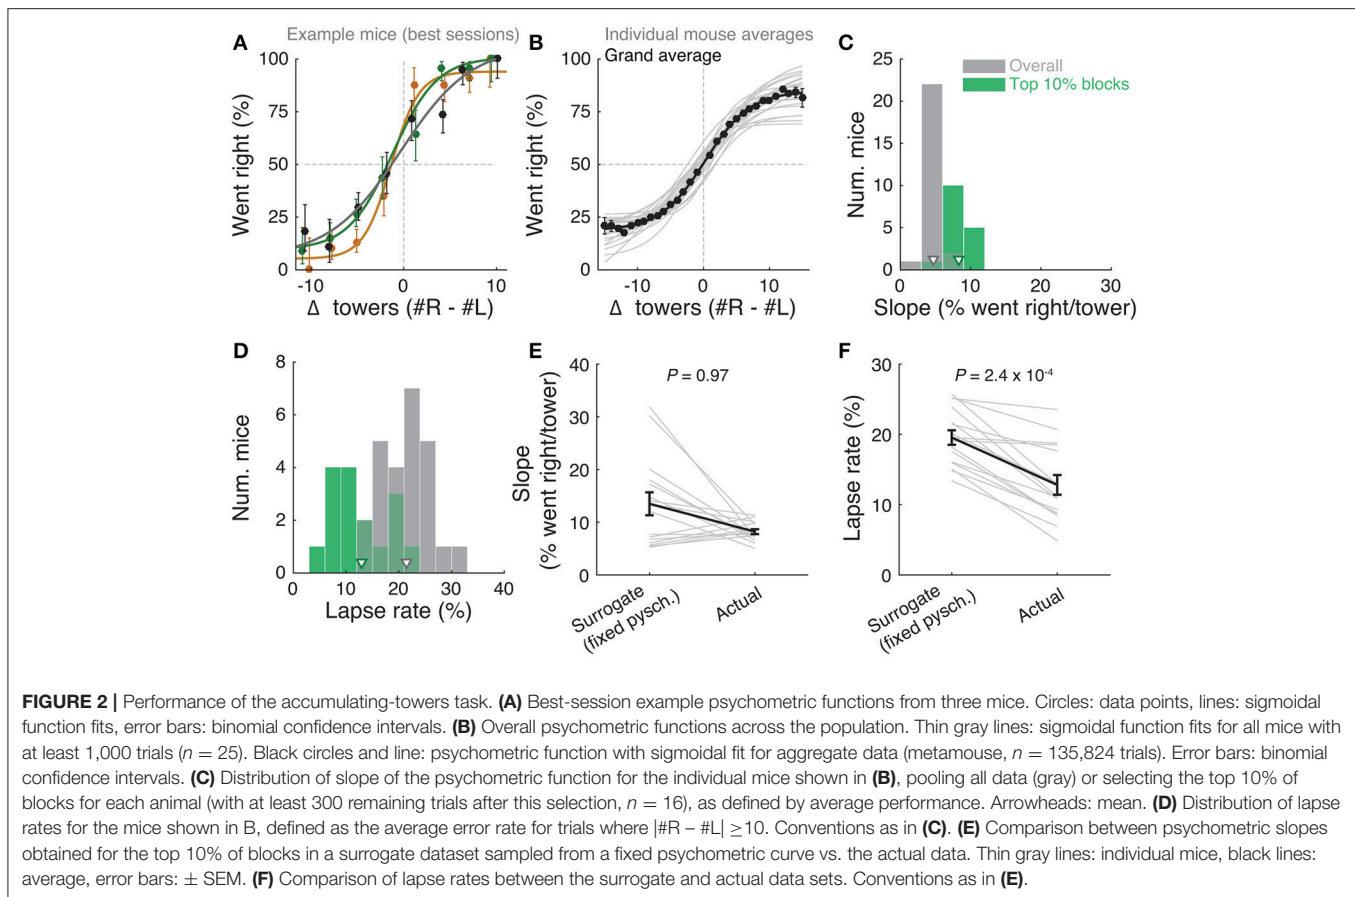 A
Example mice (best sessions)
Went right (%)
100
75
50
25
0
-10
0
10
Δ towers (#R - #L)
B
Individual mouse averages
Grand average
Went right (%)
100
75
50
25
0
-10
0
10
Δ towers (#R - #L)
C
Overall
Top 10% blocks
Num. mice
25
20
15
10
5
0
0
10
20
30
Slope (% went right/tower)
D
Num. mice
8
6
4
2
0
0
10
20
30
40
Lapse rate (%)
E
P = 0.97
Slope
(% went right/tower)
40
30
20
10
0
Surrogate
(fixed pysch.)
Actual
F
P = 2.4 x 10-4
Lapse rate (%)
30
20
10
0
Surrogate
(fixed pysch.)
Actual
FIGURE 2 | Performance of the accumulating-towers task. (A) Best-session example psychometric functions from three mice. Circles: data points, lines: sigmoidal
function fits, error bars: binomial confidence intervals. (B) Overall psychometric functions across the population. Thin gray lines: sigmoidal function fits for all mice with
at least 1,000 trials (n = 25). Black circles and line: psychometric function with sigmoidal fit for aggregate data (metamouse, n = 135,824 trials). Error bars: binomial
confidence intervals. (C) Distribution of slope of the psychometric function for the individual mice shown in (B), pooling all data (gray) or selecting the top 10% of
blocks for each animal (with at least 300 remaining trials after this selection, n = 16), as defined by average performance. Arrowheads: mean. (D) Distribution of lapse
rates for the mice shown in B, defined as the average error rate for trials where |#R – #L| ≥10. Conventions as in (C). (E) Comparison between psychometric slopes
obtained for the top 10% of blocks in a surrogate dataset sampled from a fixed psychometric curve vs. the actual data. Thin gray lines: individual mice, black lines:
average, error bars: ± SEM. (F) Comparison of lapse rates between the surrogate and actual data sets. Conventions as in (E).